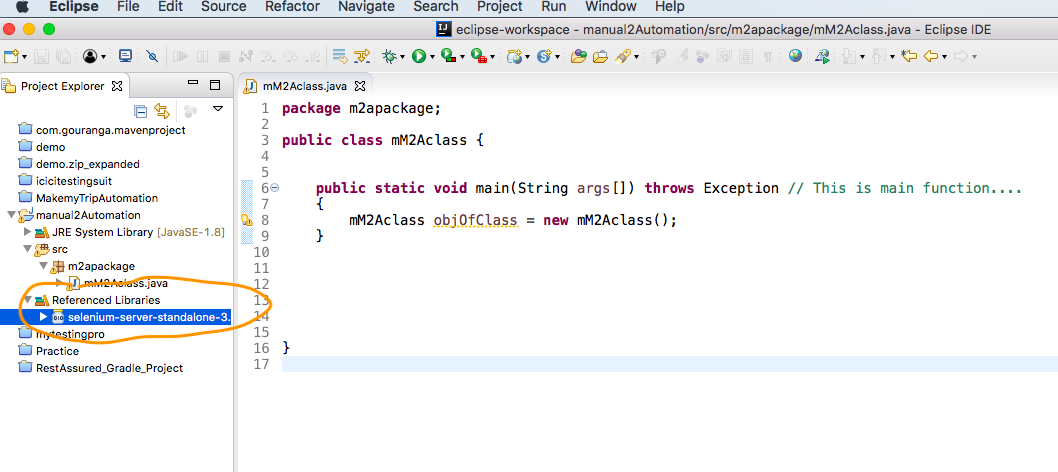 Eclipse File Edit Source Refactor Navigate Search Project Run Window Help
eclipse-workspace - manual2Automation/src/m2apackage/mM2Aclass.java - Eclipse IDE
Project Explorer
mM2Aclass.java
com.gouranga.mavenproject
demo
demo.zip_expanded
icicitestingsuit
MakemyTripAutomation
manual2Automation
JRE System Library [JavaSE-1.8]
src
m2apackage
mM2Aclass.java
Referenced Libraries
selenium-server-standalone-3.
mytestingpro
Practice
RestAssured_Gradle_Project
1 package m2apackage;
2
3 public class mM2Aclass {
4
5
6 public static void main(String args[]) throws Exception // This is main function....
7 {
8 mM2Aclass objOfClass = new mM2Aclass();
9 }
10
11
12
13
14
15
16 }
17